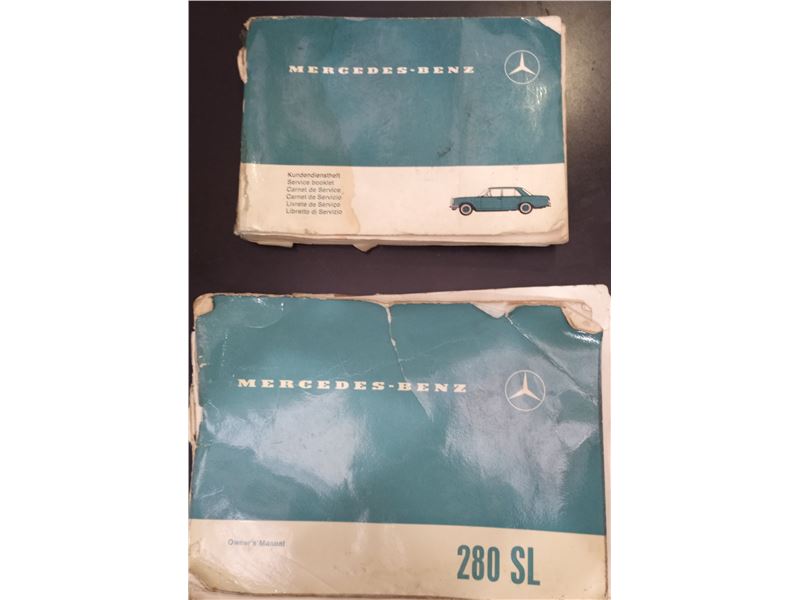 MERCEDES-BENZ
Kundendienstheft
Service booklet
Carnet de Service
Carnet de Servicio
Livrete de Serviço
Libretto di Servizio
MERCEDES-BENZ
Owner's Manual
280 SL